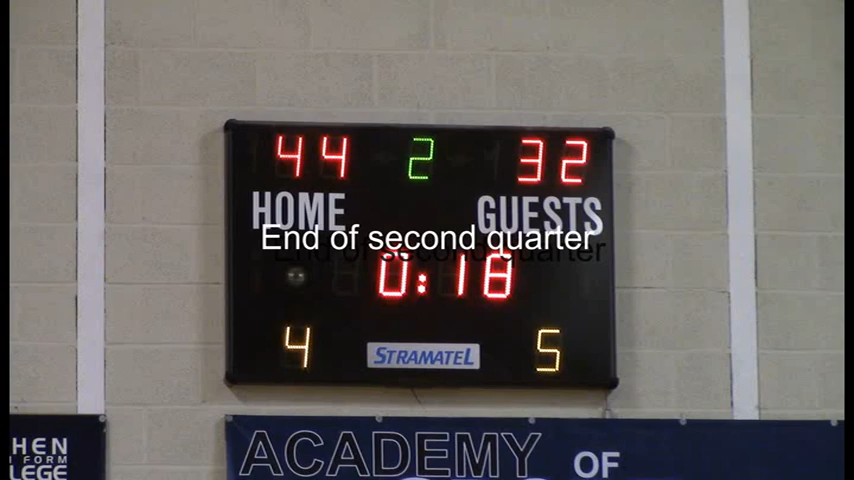 44 2 32
HOME GUESTS
End of second quarter
0:18
4 STRAMATEL 5
HEN
FORM
LEGE
ACADEMY OF